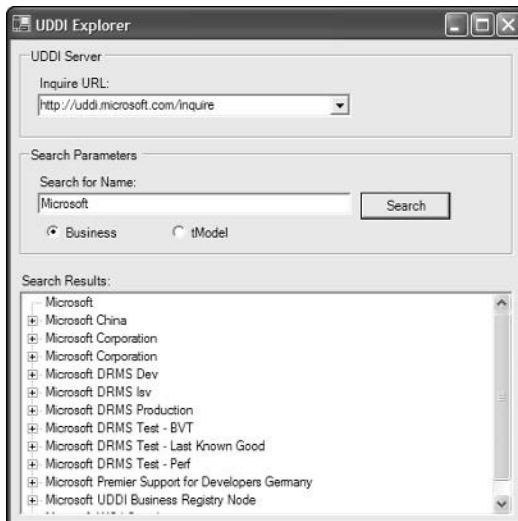 UDDI Explorer
UDDI Server
Inquire URL:
http://uddi.microsoft.com/inquire
Search Parameters
Search for Name:
Microsoft
Search
Business
tModel
Search Results:
Microsoft
Microsoft China
Microsoft Corporation
Microsoft Corporation
Microsoft DRMS Dev
Microsoft DRMS Isv
Microsoft DRMS Production
Microsoft DRMS Test - BVT
Microsoft DRMS Test - Last Known Good
Microsoft DRMS Test - Perf
Microsoft Premier Support for Developers Germany
Microsoft UDDI Business Registry Node